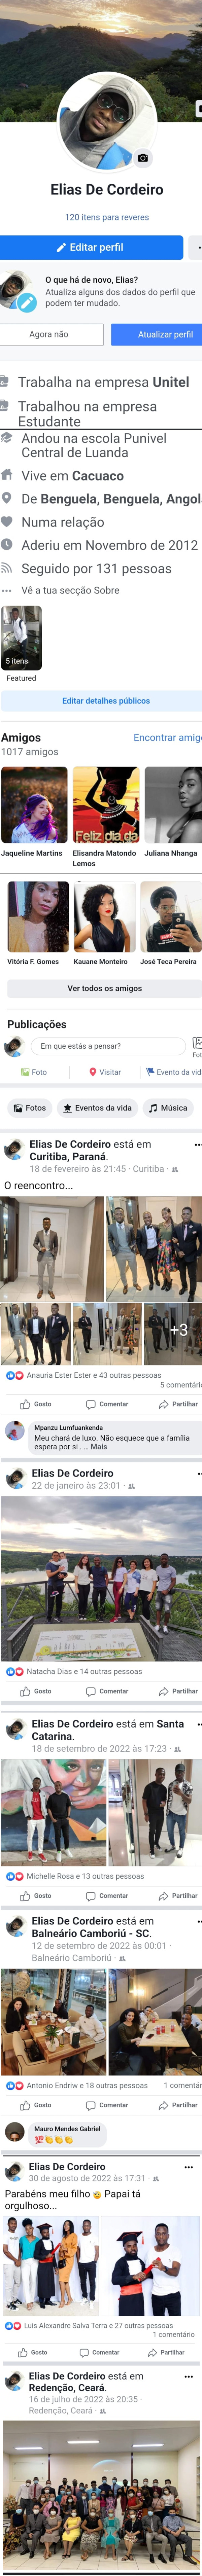 Elias De Cordeiro
120 itens para reveres
Editar perfil
O que há de novo, Elias?
Atualiza alguns dos dados do perfil que
podem ter mudado.
Agora não
Atualizar perfil
Trabalha na empresa Unitel
Trabalhou na empresa
Estudante
Andou na escola Punivel
Central de Luanda
Vive em Cacuaco
De Benguela, Benguela, Angol
Numa relação
Aderiu em Novembro de 2012
Seguido por 131 pessoas
Vê a tua secção Sobre
5 itens
Featured
Editar detalhes públicos
Amigos
Encontrar amig
1017 amigos
Feliz dia da
Jaqueline Martins
Elisandra Matondo
Lemos
Juliana Nhanga
Vitória F. Gomes
Kauane Monteiro
José Teca Pereira
Ver todos os amigos
Publicações
Em que estás a pensar?
Fot
Foto
Visitar
Evento da vid
Fotos
Eventos da vida
Música
Elias De Cordeiro está em
Curitiba, Paraná.
18 de fevereiro às 21:45 · Curitiba ·
O reencontro...
+3
Anauria Ester Ester e 43 outras pessoas
5 comentári
Gosto
Comentar
Partilhar
Mpanzu Lumfuankenda
Meu chará de luxo. Não esquece que a família
espera por si . ... Mais
Elias De Cordeiro
22 de janeiro às 23:01 ·
Natacha Dias e 14 outras pessoas
Gosto
Comentar
Partilhar
Elias De Cordeiro está em Santa
Catarina.
18 de setembro de 2022 às 17:23 ·
Michelle Rosa e 13 outras pessoas
Gosto
Comentar
Partilhar
Elias De Cordeiro está em
Balneário Camboriú - SC.
12 de setembro de 2022 às 00:01 ·
Balneário Camboriú ·
Antonio Endriw e 18 outras pessoas
1 comentár
Gosto
Comentar
Partilhar
Mauro Mendes Gabriel
💯👏👏👏
Elias De Cordeiro
30 de agosto de 2022 às 17:31 ·
Parabéns meu filho 🥹 Papai tá
orgulhoso...
Luis Alexandre Salva Terra e 27 outras pessoas
1 comentário
Gosto
Comentar
Partilhar
Elias De Cordeiro está em
Redenção, Ceará.
16 de julho de 2022 às 20:35 ·
Redenção, Ceará ·